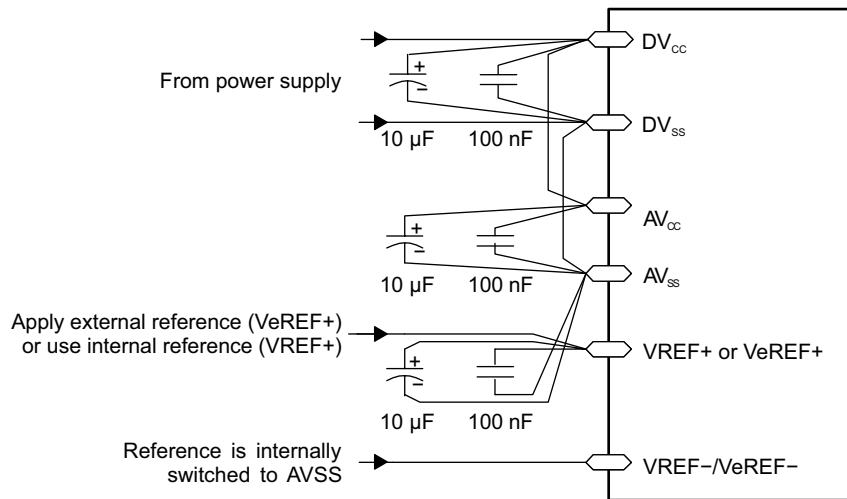 DVCC
+
From power supply
−
DVSS
10 µF 100 nF
AVCC
+
−
10 µF 100 nF
AVSS
Apply external reference (VeREF+)
or use internal reference (VREF+)
VREF+ or VeREF+
+
−
10 µF 100 nF
Reference is internally
switched to AVSS
VREF−/VeREF−